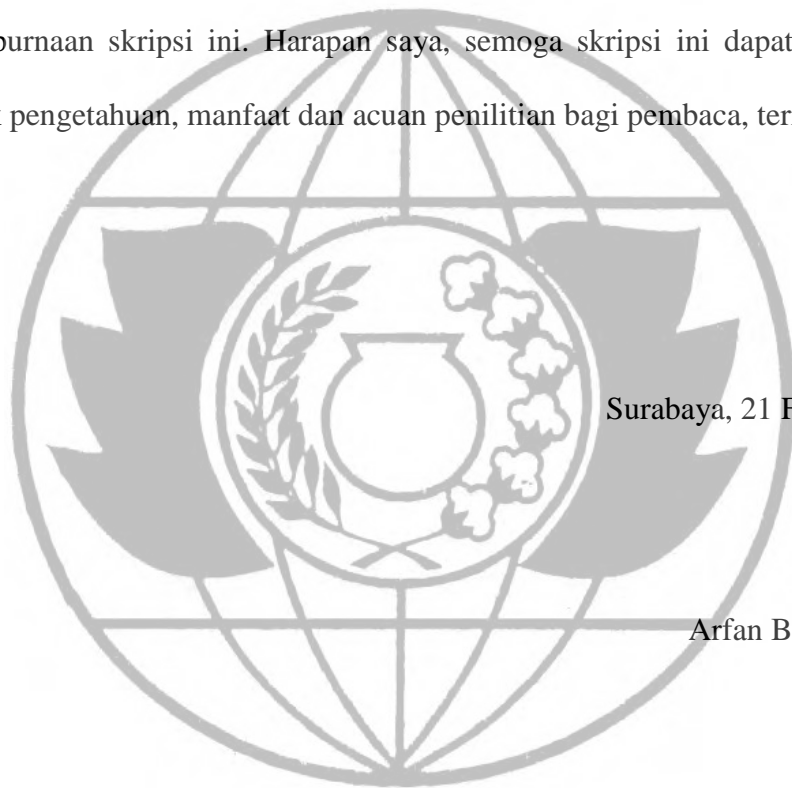 purnaan skripsi ini. Harapan saya, semoga skripsi ini dapat
pengetahuan, manfaat dan acuan penilitian bagi pembaca, ter
Surabaya, 21 F
Arfan B